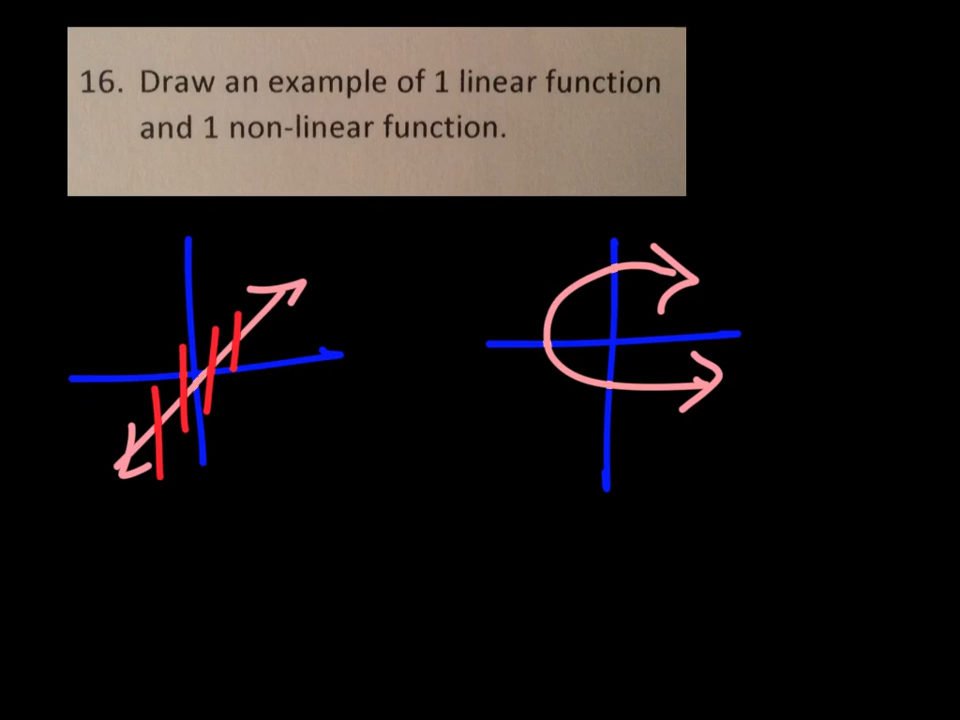 16. Draw an example of 1 linear function
and 1 non-linear function.